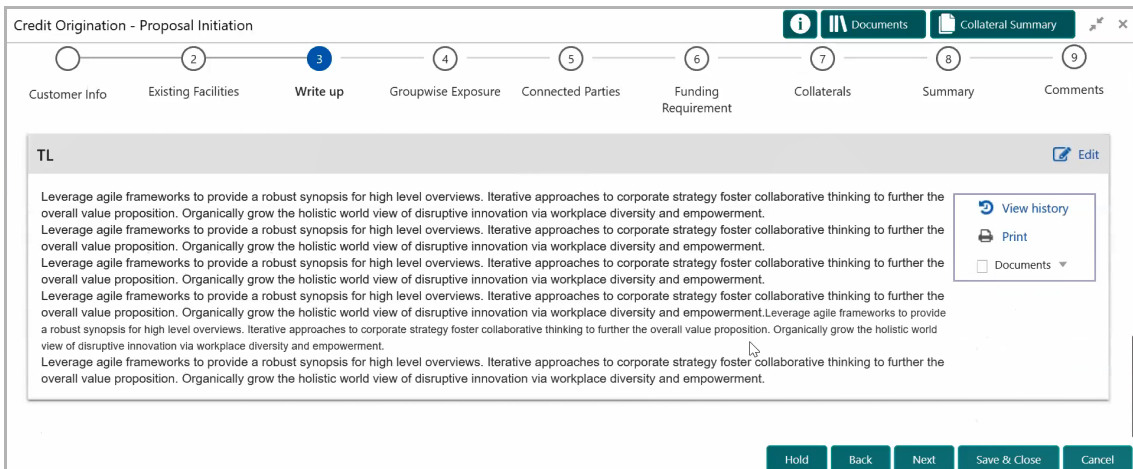 Credit Origination - Proposal Initiation
i
Documents
Collateral Summary
2
3
4
5
6
7
8
9
Customer Info
Existing Facilities
Write up
Groupwise Exposure
Connected Parties
Funding
Requirement
Collaterals
Summary
Comments
TL
Edit
Leverage agile frameworks to provide a robust synopsis for high level overviews. Iterative approaches to corporate strategy foster collaborative thinking to further the
overall value proposition. Organically grow the holistic world view of disruptive innovation via workplace diversity and empowerment.
Leverage agile frameworks to provide a robust synopsis for high level overviews. Iterative approaches to corporate strategy foster collaborative thinking to further the
overall value proposition. Organically grow the holistic world view of disruptive innovation via workplace diversity and empowerment.
Leverage agile frameworks to provide a robust synopsis for high level overviews. Iterative approaches to corporate strategy foster collaborative thinking to further the
overall value proposition. Organically grow the holistic world view of disruptive innovation via workplace diversity and empowerment.
Leverage agile frameworks to provide a robust synopsis for high level overviews. Iterative approaches to corporate strategy foster collaborative thinking to further the
overall value proposition. Organically grow the holistic world view of disruptive innovation via workplace diversity and empowerment.Leverage agile frameworks to provide
a robust synopsis for high level overviews. Iterative approaches to corporate strategy foster collaborative thinking to further the overall value proposition. Organically grow the holistic world
view of disruptive innovation via workplace diversity and empowerment.
Leverage agile frameworks to provide a robust synopsis for high level overviews. Iterative approaches to corporate strategy foster collaborative thinking to further the
overall value proposition. Organically grow the holistic world view of disruptive innovation via workplace diversity and empowerment.
View history
Print
Documents
Hold
Back
Next
Save & Close
Cancel